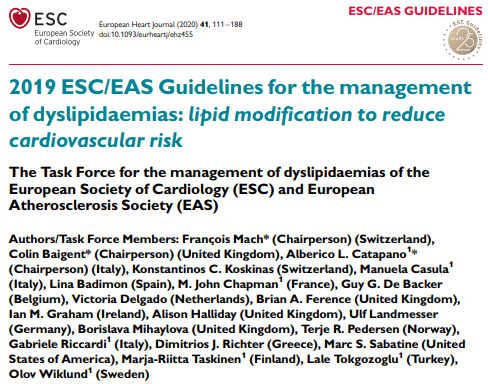 ESC
European Society
of Cardiology
European Heart Journal (2020) 41, 111–188
doi:10.1093/eurheartj/ehz455
ESC/EAS GUIDELINES
2019 ESC/EAS Guidelines for the management
of dyslipidaemias: lipid modification to reduce
cardiovascular risk
The Task Force for the management of dyslipidaemias of the
European Society of Cardiology (ESC) and European
Atherosclerosis Society (EAS)
Authors/Task Force Members: François Mach* (Chairperson) (Switzerland),
Colin Baigent* (Chairperson) (United Kingdom), Alberico L. Catapano¹*
(Chairperson) (Italy), Konstantinos C. Koskinas (Switzerland), Manuela Casula¹
(Italy), Lina Badimon (Spain), M. John Chapman¹ (France), Guy G. De Backer
(Belgium), Victoria Delgado (Netherlands), Brian A. Ference (United Kingdom),
Ian M. Graham (Ireland), Alison Halliday (United Kingdom), Ulf Landmesser
(Germany), Borislava Mihaylova (United Kingdom), Terje R. Pedersen (Norway),
Gabriele Riccardi¹ (Italy), Dimitrios J. Richter (Greece), Marc S. Sabatine (United
States of America), Marja-Riitta Taskinen¹ (Finland), Lale Tokgozoglu¹ (Turkey),
Olov Wiklund¹ (Sweden)